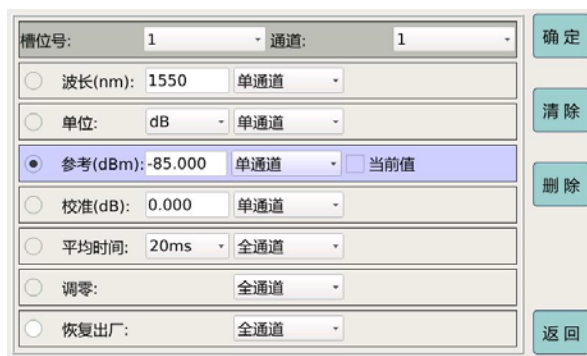 槽位号: 1 通道: 1 确定
波长(nm): 1550 单通道
单位: dB 单通道 清除
参考(dBm): -85.000 单通道 当前值
删除
校准(dB): 0.000 单通道
平均时间: 20ms 全通道
调零: 全通道
恢复出厂: 全通道 返回